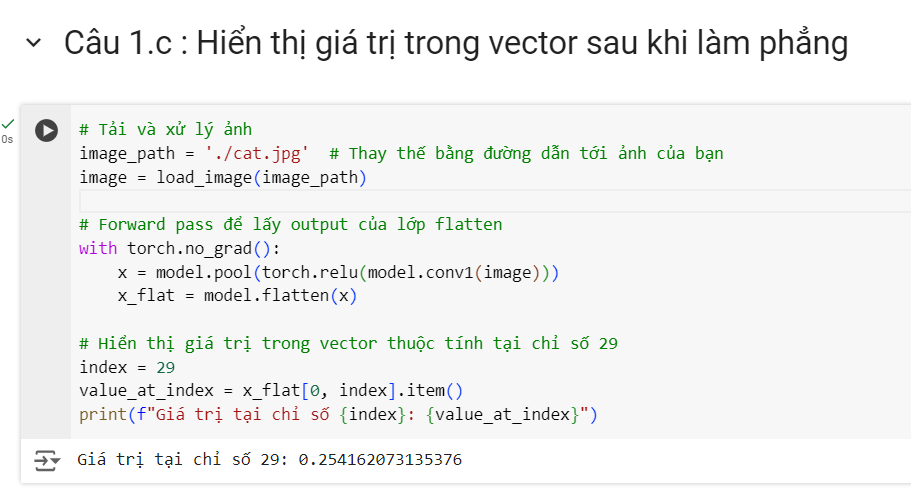 Câu 1.c : Hiển thị giá trị trong vector sau khi làm phẳng
# Tải và xử lý ảnh
0s
image_path = './cat.jpg'  # Thay thế bằng đường dẫn tới ảnh của bạn
image = load_image(image_path)
# Forward pass để lấy output của lớp flatten
with torch.no_grad():
    x = model.pool(torch.relu(model.conv1(image)))
    x_flat = model.flatten(x)
# Hiển thị giá trị trong vector thuộc tính tại chỉ số 29
index = 29
value_at_index = x_flat[0, index].item()
print(f"Giá trị tại chỉ số {index}: {value_at_index}")
Giá trị tại chỉ số 29: 0.254162073135376